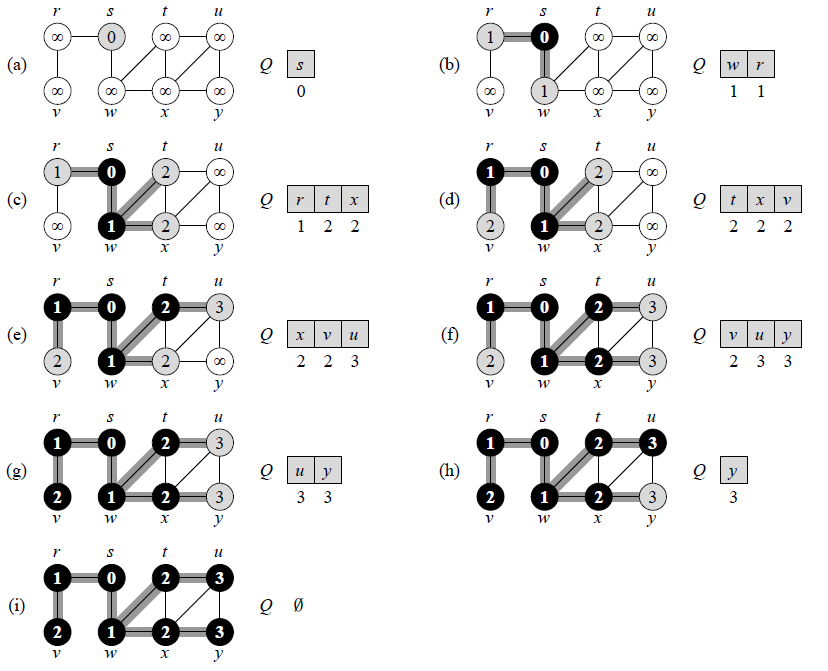 r s t u r s t u
(a) ∞ 0 ∞ ∞ Q s (b) 1 0 ∞ ∞ Q w r
∞ ∞ ∞ ∞ 0 ∞ 1 ∞ ∞ 1 1
v w x y v w x y
r s t u r s t u
(c) 1 0 2 ∞ Q r t x (d) 1 0 2 ∞ Q t x v
∞ 1 2 ∞ 1 2 2 2 1 2 ∞ 2 2 2
v w x y v w x y
r s t u r s t u
(e) 1 0 2 3 Q x v u (f) 1 0 2 3 Q v u y
2 1 2 ∞ 2 2 3 2 1 2 3 2 3 3
v w x y v w x y
r s t u r s t u
(g) 1 0 2 3 Q u y (h) 1 0 2 3 Q y
2 1 2 3 3 3 2 1 2 3 3
v w x y v w x y
r s t u
(i) 1 0 2 3 Q ∅
2 1 2 3
v w x y